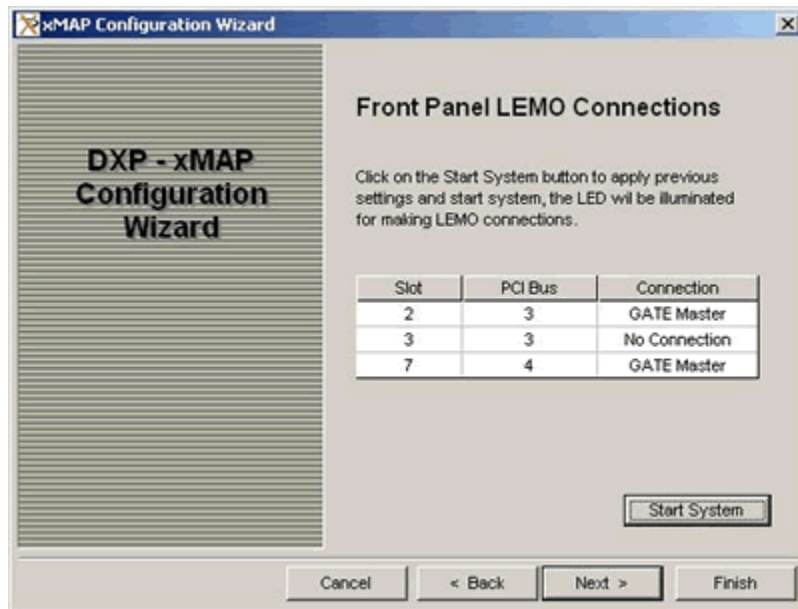 xMAP Configuration Wizard
DXP - xMAP
Configuration
Wizard
Front Panel LEMO Connections
Click on the Start System button to apply previous
settings and start system, the LED wil be illuminated
for making LEMO connections.
Slot PCI Bus Connection
2 3 GATE Master
3 3 No Connection
7 4 GATE Master
Start System
Cancel < Back Next > Finish